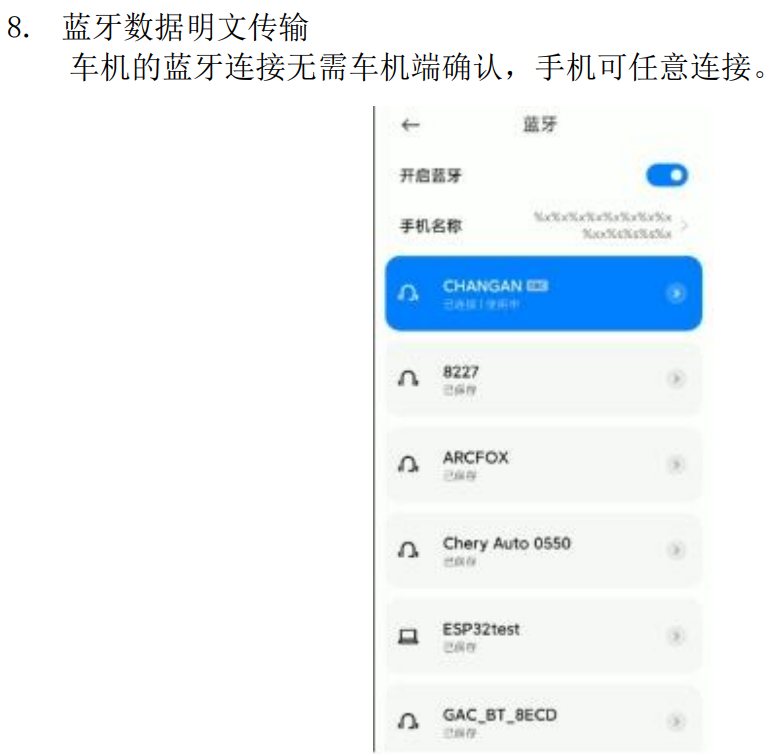 8. 蓝牙数据明文传输
车机的蓝牙连接无需车机端确认，手机可任意连接。
蓝牙
开启蓝牙
手机名称
%x%x%x%x%x%x%x%x
CHANGAN
已连接 | 使用中
8227
已保存
ARCFOX
已保存
Chery Auto 0550
已保存
ESP32test
已保存
GAC_BT_8ECD
已保存